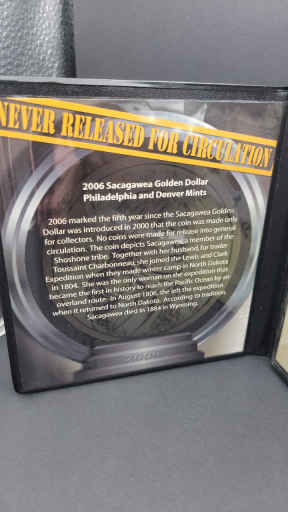 NEVER RELEASED FOR CIRCULATION
2006 Sacagawea Golden Dollar
Philadelphia and Denver Mints
2006 marked the fifth year since the Sacagawea Golden
Dollar was introduced in 2000 that the coin was made only
for collectors. No coins were made for release into general
circulation. The coin depicts Sacagawea, a member of the
Shoshone tribe. Together with her husband, fur trader
Toussaint Charbonneau, she joined the Lewis and Clark
Expedition when they made winter camp in North Dakota
in 1804. She was the only woman on the expedition that
became the first in history to reach the Pacific Ocean by an
overland route. In August 1806, she left the expedition
when it returned to North Dakota. According to tradition,
Sacagawea died in 1884 in Wyoming.
2006